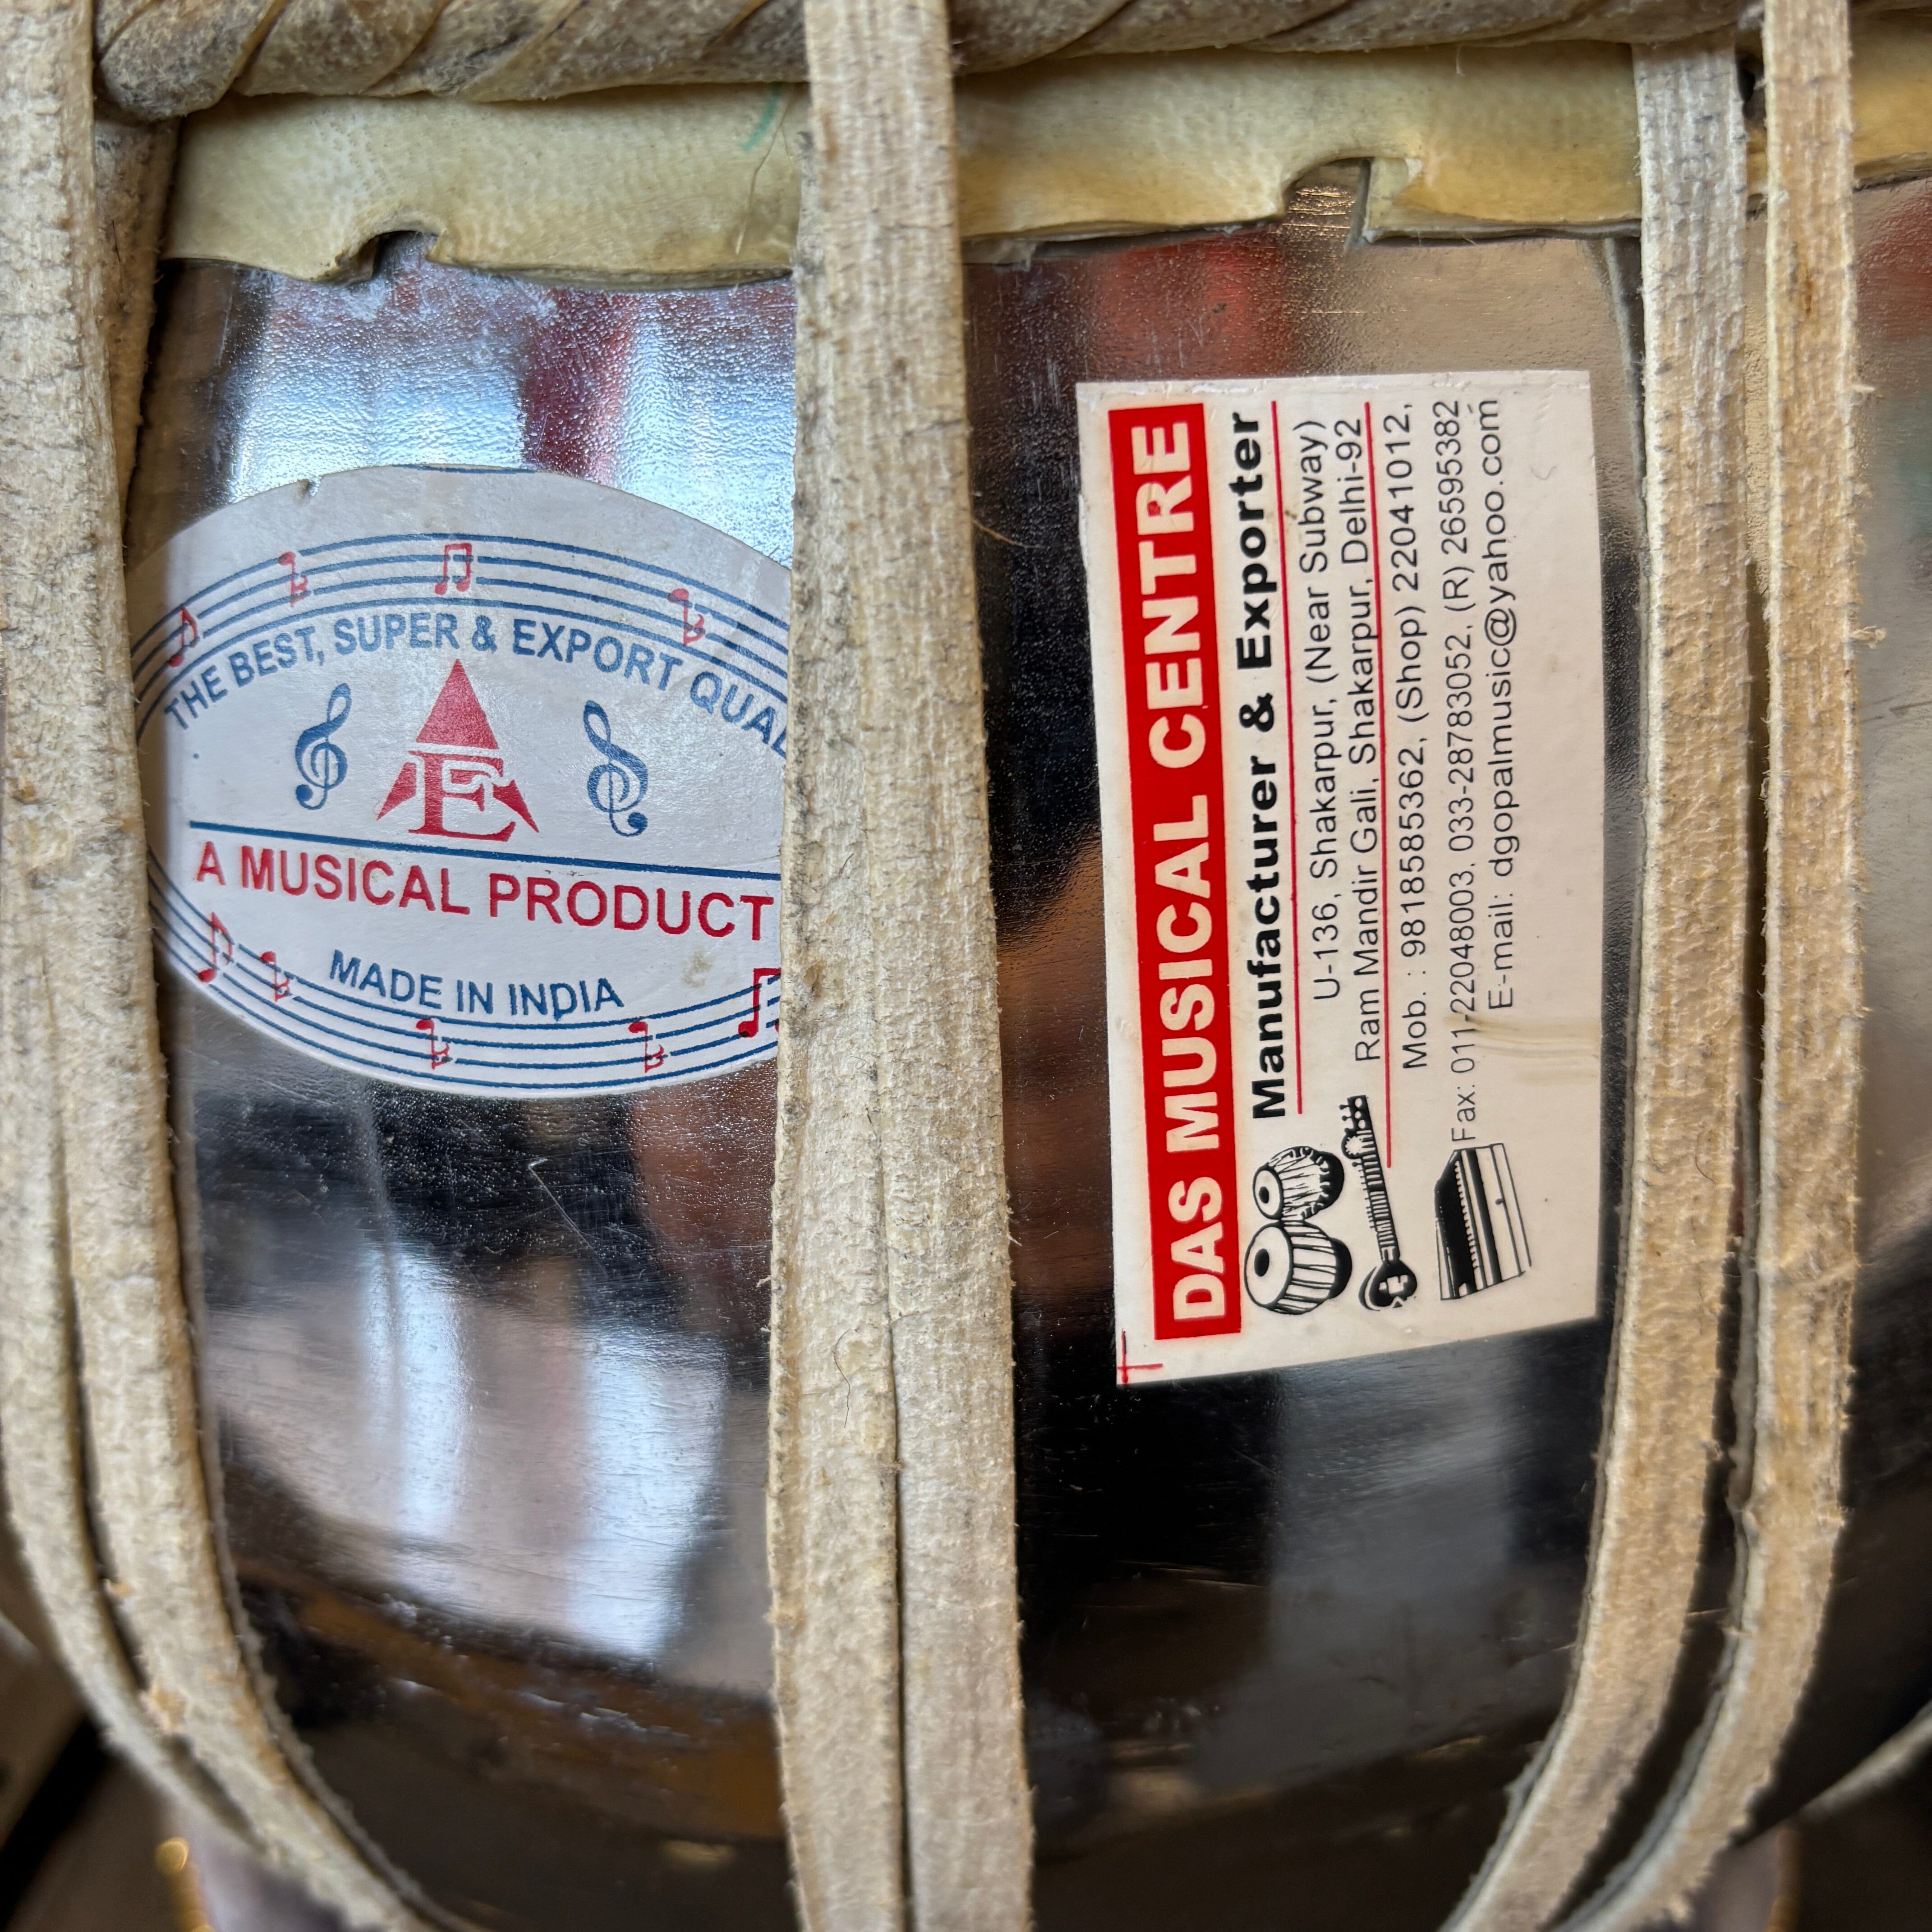 THE BEST, SUPER & EXPORT QUAL
AE
A MUSICAL PRODUCT
MADE IN INDIA
DAS MUSICAL CENTRE
Manufacturer & Exporter
U-136, Shakarpur, (Near Subway)
Ram Mandir Gali, Shakarpur, Delhi-92
Mob. : 9818585362, (Shop) 22041012,
Fax: 011-22048003, 033-28783052, (R) 26595382
E-mail: dgopalmusic@yahoo.com